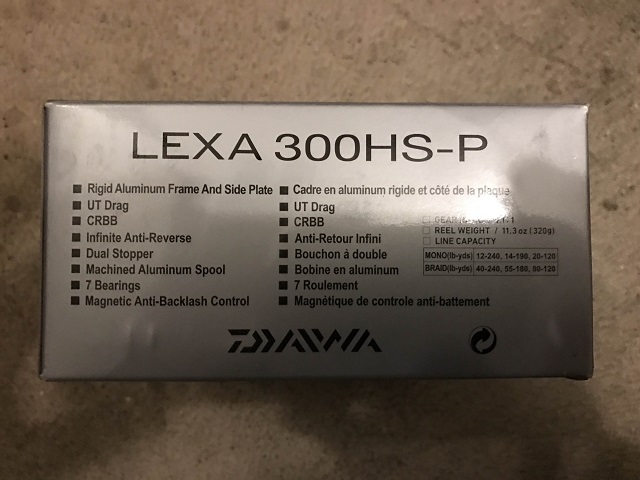 LEXA 300HS-P
Rigid Aluminum Frame And Side Plate
UT Drag
CRBB
Infinite Anti-Reverse
Dual Stopper
Machined Aluminum Spool
7 Bearings
Magnetic Anti-Backlash Control
Cadre en aluminum rigide et côté de la plaque
UT Drag
CRBB
Anti-Retour Infini
Bouchon à double
Bobine en aluminum
7 Roulement
Magnétique de controle anti-battement
GEAR
REEL WEIGHT / 11.3 oz (320g)
LINE CAPACITY
MONO(lb-yds) 12-240, 14-190, 20-120
BRAID(lb-yds) 40-240, 55-180, 80-120
DAIWA